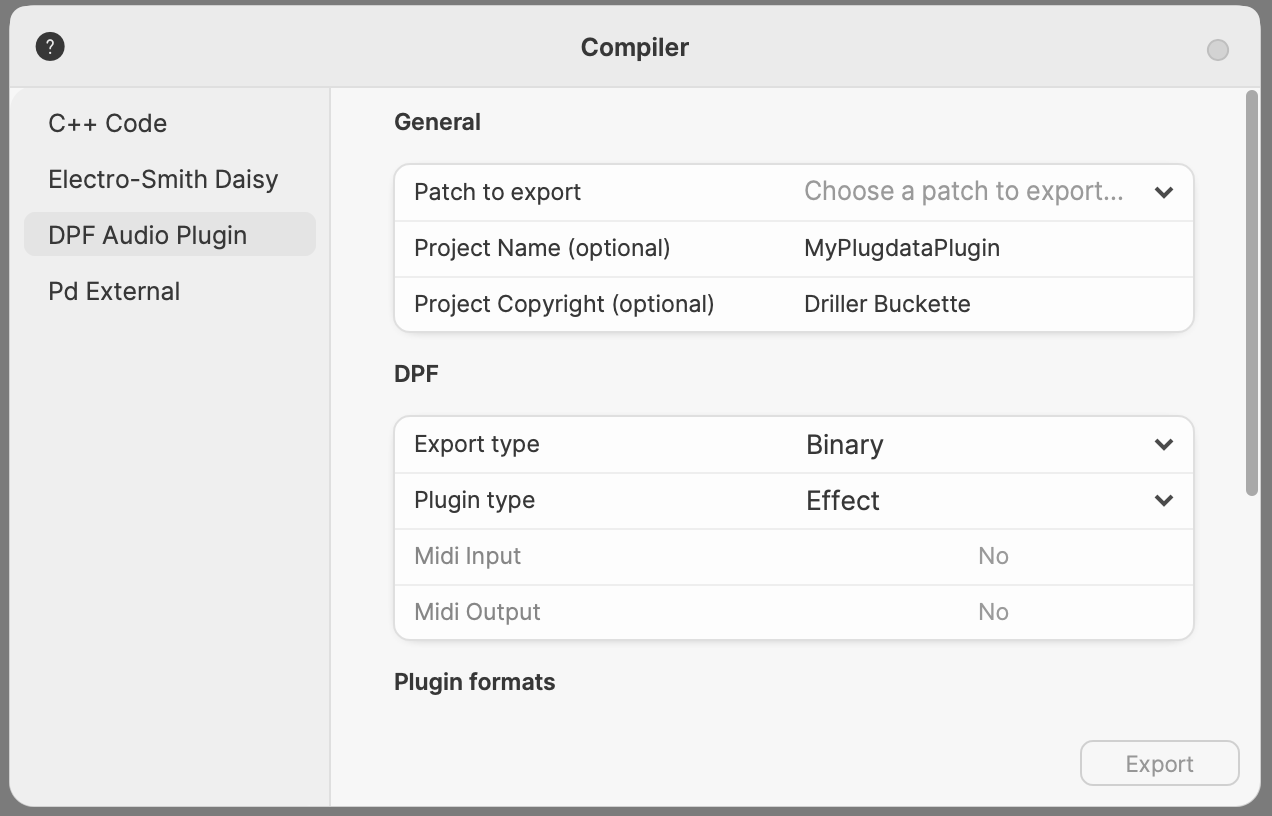 ?
Compiler
C++ Code
Electro-Smith Daisy
DPF Audio Plugin
Pd External
General
Patch to export Choose a patch to export...
Project Name (optional) MyPlugdataPlugin
Project Copyright (optional) Driller Buckette
DPF
Export type Binary
Plugin type Effect
Midi Input No
Midi Output No
Plugin formats
Export